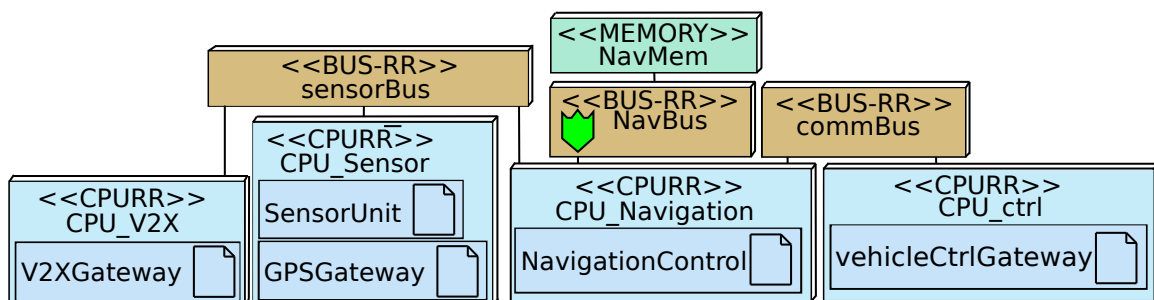 <<MEMORY>>
NavMem
<<BUS-RR>>
sensorBus
<<BUS-RR>>
NavBus
<<BUS-RR>>
commBus
<<CPURR>>
CPU_V2X
V2XGateway
<<CPURR>>
CPU_Sensor
SensorUnit
GPSGateway
<<CPURR>>
CPU_Navigation
NavigationControl
<<CPURR>>
CPU_ctrl
vehicleCtrlGateway